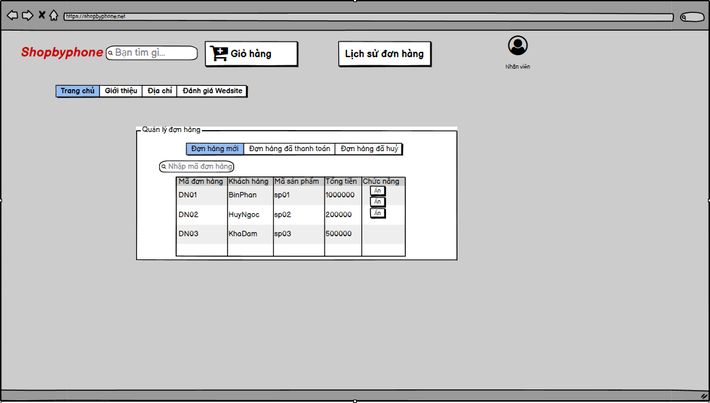 https://shopbyphone.net
Shopbyphone
Bạn tìm gì...
Giỏ hàng
Lịch sử đơn hàng
Nhân viên
Trang chủ Giới thiệu Địa chỉ Đánh giá Wedsite
Quản lý đơn hàng
Đơn hàng mới Đơn hàng đã thanh toán Đơn hàng đã huỷ
Nhập mã đơn hàng
Mã đơn hàng Khách hàng Mã sản phẩm Tổng tiền Chức năng
DN01 BinPhan sp01 1000000 Ẩn
Ẩn
DN02 HuyNgoc sp02 200000 Ẩn
DN03 KhaDam sp03 500000